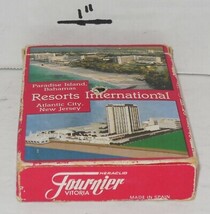 1"
Paradise Island,
Bahamas
Resorts International
Atlantic City,
New Jersey
HERACLIO
Fournier
VITORIA
MADE IN SPAIN